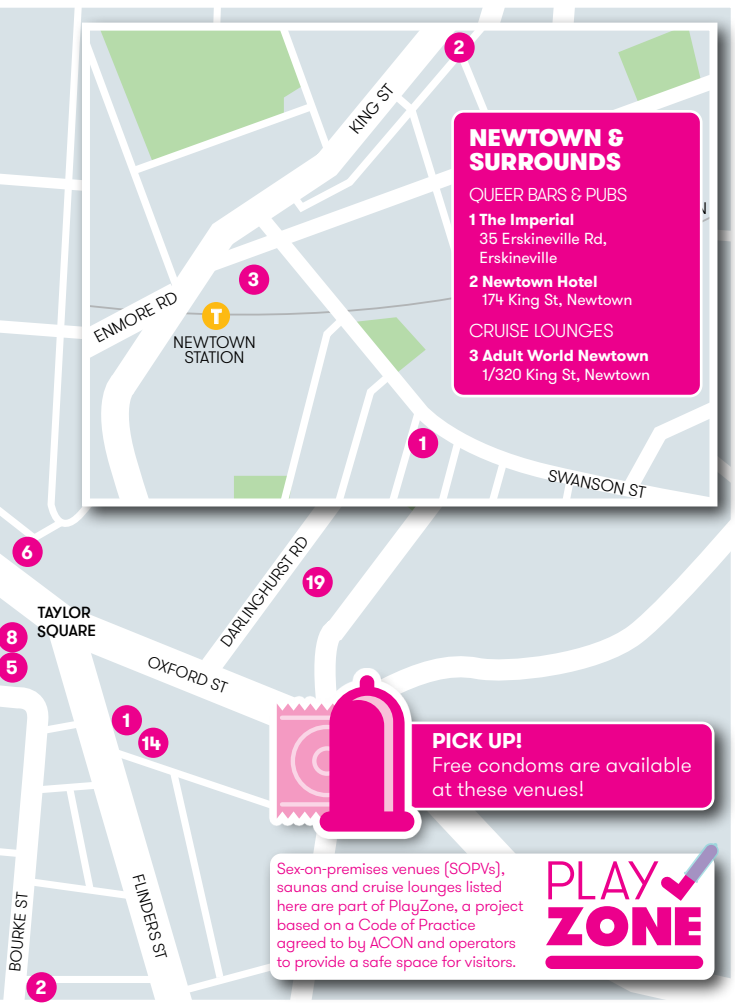 2
KING ST
NEWTOWN &
SURROUNDS
QUEER BARS & PUBS
1 The Imperial
35 Erskineville Rd,
Erskineville
2 Newtown Hotel
174 King St, Newtown
CRUISE LOUNGES
3 Adult World Newtown
1/320 King St, Newtown
N
3
ENMORE RD
T
NEWTOWN
STATION
1
SWANSON ST
6
DARLINGHURST RD
19
TAYLOR
SQUARE
8
5
OXFORD ST
1
14
PICK UP!
Free condoms are available
at these venues!
FLINDERS ST
BOURKE ST
2
Sex-on-premises venues (SOPVs),
saunas and cruise lounges listed
here are part of PlayZone, a project
based on a Code of Practice
agreed to by ACON and operators
to provide a safe space for visitors.
PLAY
ZONE